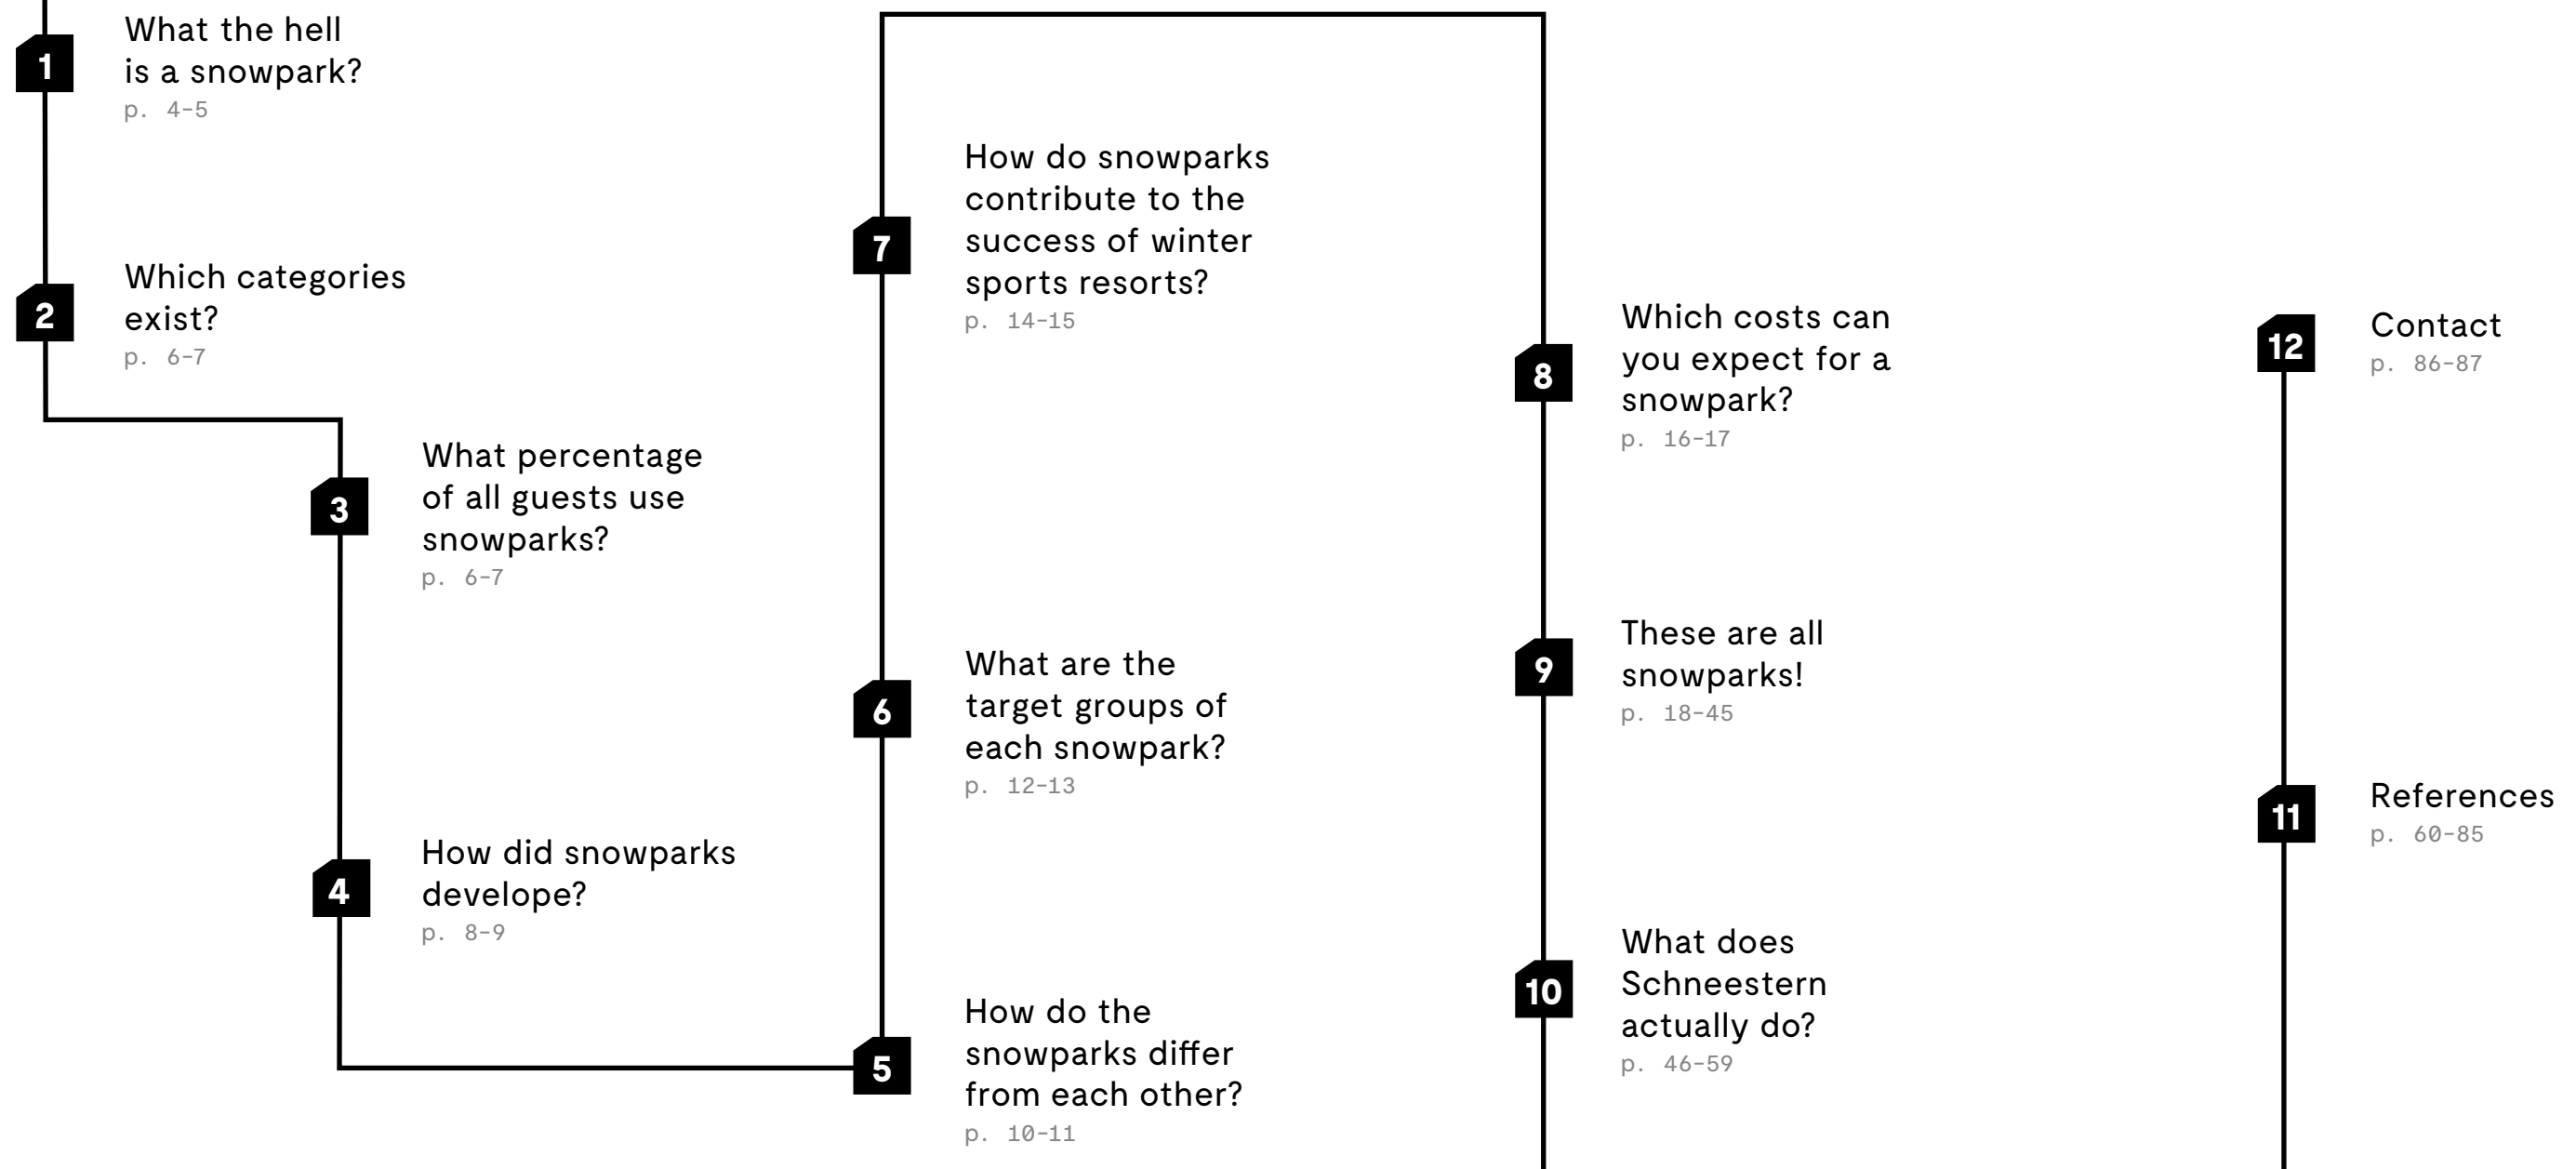 1
What the hell
is a snowpark?
p. 4-5
2
Which categories
exist?
p. 6-7
3
What percentage
of all guests use
snowparks?
p. 6-7
4
How did snowparks
develope?
p. 8-9
5
How do the
snowparks differ
from each other?
p. 10-11
6
What are the
target groups of
each snowpark?
p. 12-13
7
How do snowparks
contribute to the
success of winter
sports resorts?
p. 14-15
8
Which costs can
you expect for a
snowpark?
p. 16-17
9
These are all
snowparks!
p. 18-45
10
What does
Schneestern
actually do?
p. 46-59
11
References
p. 60-85
12
Contact
p. 86-87